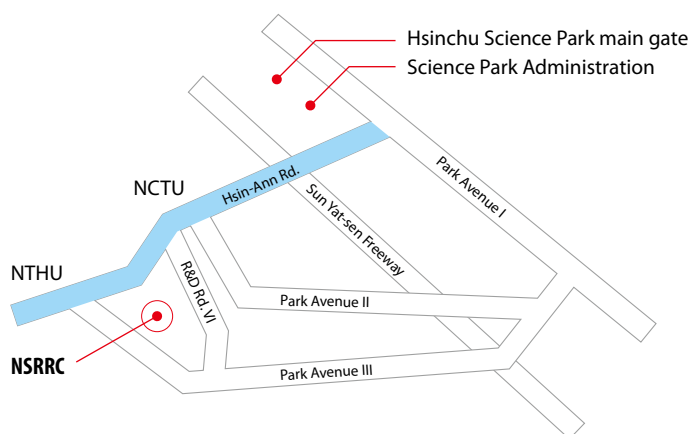 Hsinchu Science Park main gate
Science Park Administration
Park Avenue I
Hsin-Ann Rd.
NCTU
Sun Yat-sen Freeway
NTHU
R&D Rd. VI
Park Avenue II
NSRRC
Park Avenue III